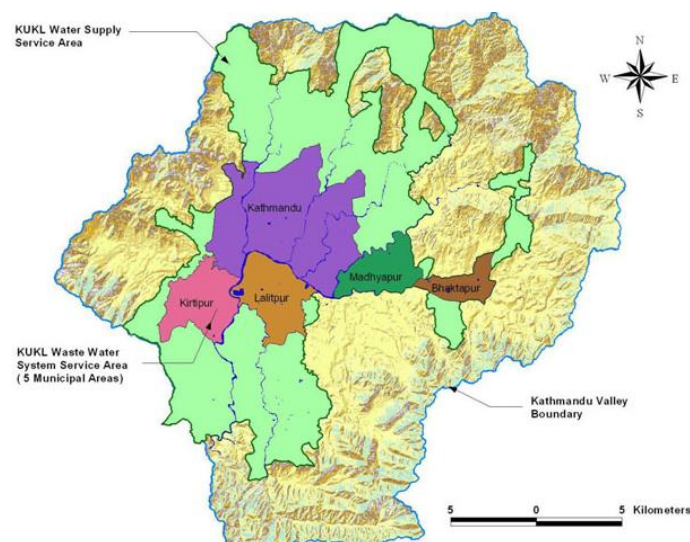 KUKL Water Supply
Service Area
N
W E
S
Kathmandu
Madhyapur
Bhaktapur
Kirtipur
Lalitpur
KUKL Waste Water
System Service Area
( 5 Municipal Areas)
Kathmandu Valley
Boundary
5 0 5 Kilometers